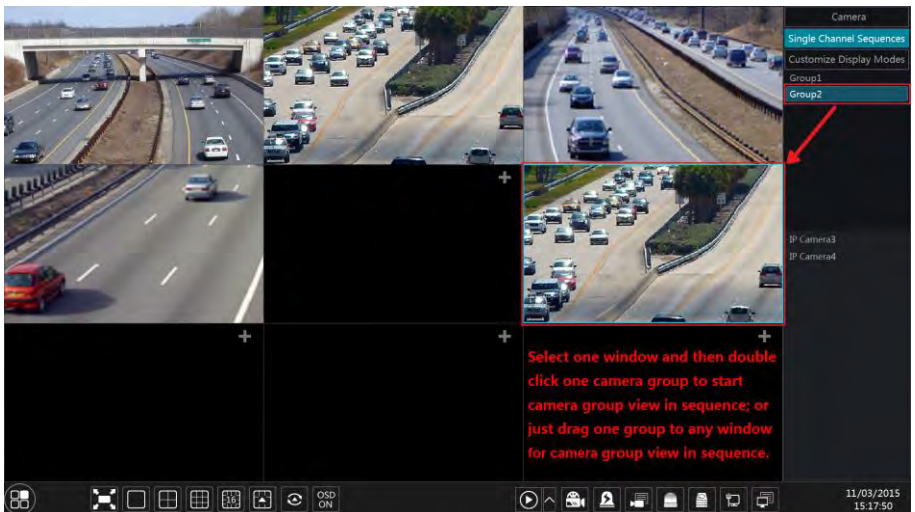 Camera
Single Channel Sequences
Customize Display Modes
Group1
Group2
IP Camera3
IP Camera4
Select one window and then double
click one camera group to start
camera group view in sequence; or
just drag one group to any window
for camera group view in sequence.
16
OSD
ON
11/03/2015
15:17:50